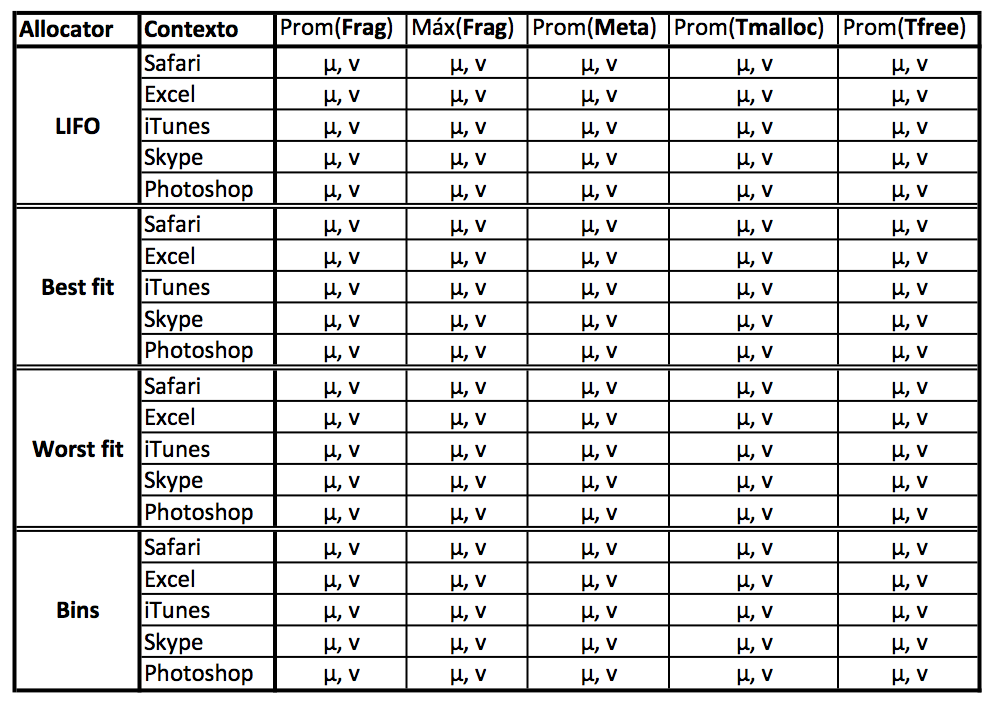 Allocator Contexto Prom(Frag) Máx(Frag) Prom(Meta) Prom(Tmalloc) Prom(Tfree)
Safari μ, v μ, v μ, v μ, v μ, v
Excel μ, v μ, v μ, v μ, v μ, v
LIFO iTunes μ, v μ, v μ, v μ, v μ, v
Skype μ, v μ, v μ, v μ, v μ, v
Photoshop μ, v μ, v μ, v μ, v μ, v
Safari μ, v μ, v μ, v μ, v μ, v
Excel μ, v μ, v μ, v μ, v μ, v
Best fit iTunes μ, v μ, v μ, v μ, v μ, v
Skype μ, v μ, v μ, v μ, v μ, v
Photoshop μ, v μ, v μ, v μ, v μ, v
Safari μ, v μ, v μ, v μ, v μ, v
Excel μ, v μ, v μ, v μ, v μ, v
Worst fit iTunes μ, v μ, v μ, v μ, v μ, v
Skype μ, v μ, v μ, v μ, v μ, v
Photoshop μ, v μ, v μ, v μ, v μ, v
Safari μ, v μ, v μ, v μ, v μ, v
Excel μ, v μ, v μ, v μ, v μ, v
Bins iTunes μ, v μ, v μ, v μ, v μ, v
Skype μ, v μ, v μ, v μ, v μ, v
Photoshop μ, v μ, v μ, v μ, v μ, v